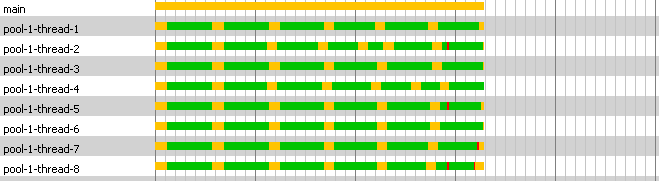 main
pool-1-thread-1
pool-1-thread-2
pool-1-thread-3
pool-1-thread-4
pool-1-thread-5
pool-1-thread-6
pool-1-thread-7
pool-1-thread-8